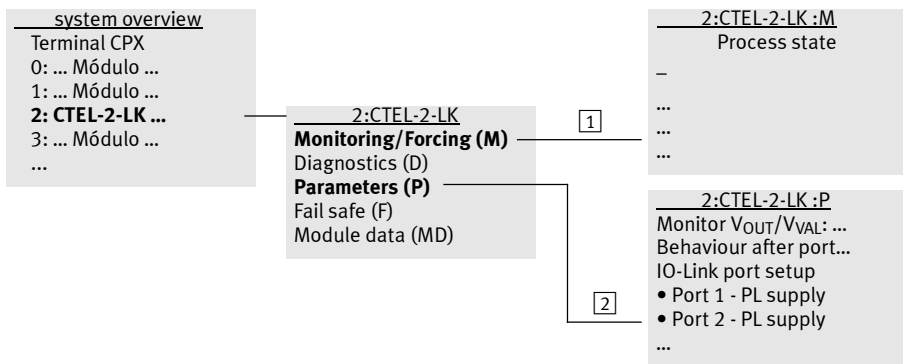 system overview
Terminal CPX
0: ... Módulo ...
1: ... Módulo ...
2: CTEL-2-LK ...
3: ... Módulo ...
...
2:CTEL-2-LK
Monitoring/Forcing (M)
Diagnostics (D)
Parameters (P)
Fail safe (F)
Module data (MD)
1
2
2:CTEL-2-LK :M
Process state
_
...
...
...
2:CTEL-2-LK :P
Monitor VOUT/VVAL: ...
Behaviour after port...
IO-Link port setup
• Port 1 - PL supply
• Port 2 - PL supply
...